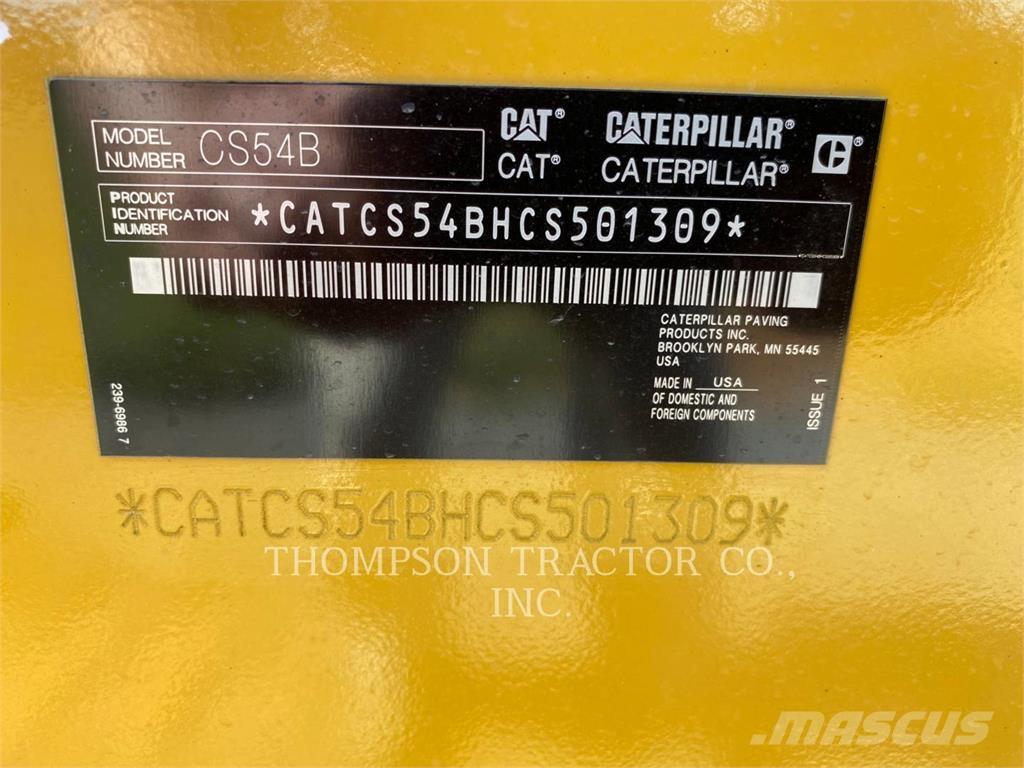 MODEL NUMBER CS54B
CAT® CATERPILLAR®
CAT® CATERPILLAR® C
PRODUCT IDENTIFICATION NUMBER *CATCS54BHCS501309*
CATERPILLAR PAVING
PRODUCTS INC.
BROOKLYN PARK, MN 55445
USA
MADE IN USA
OF DOMESTIC AND
FOREIGN COMPONENTS
239-6986 7
ISSUE 1
*CATCS54BHCS501309*
THOMPSON TRACTOR CO.,
INC.
MASCUS